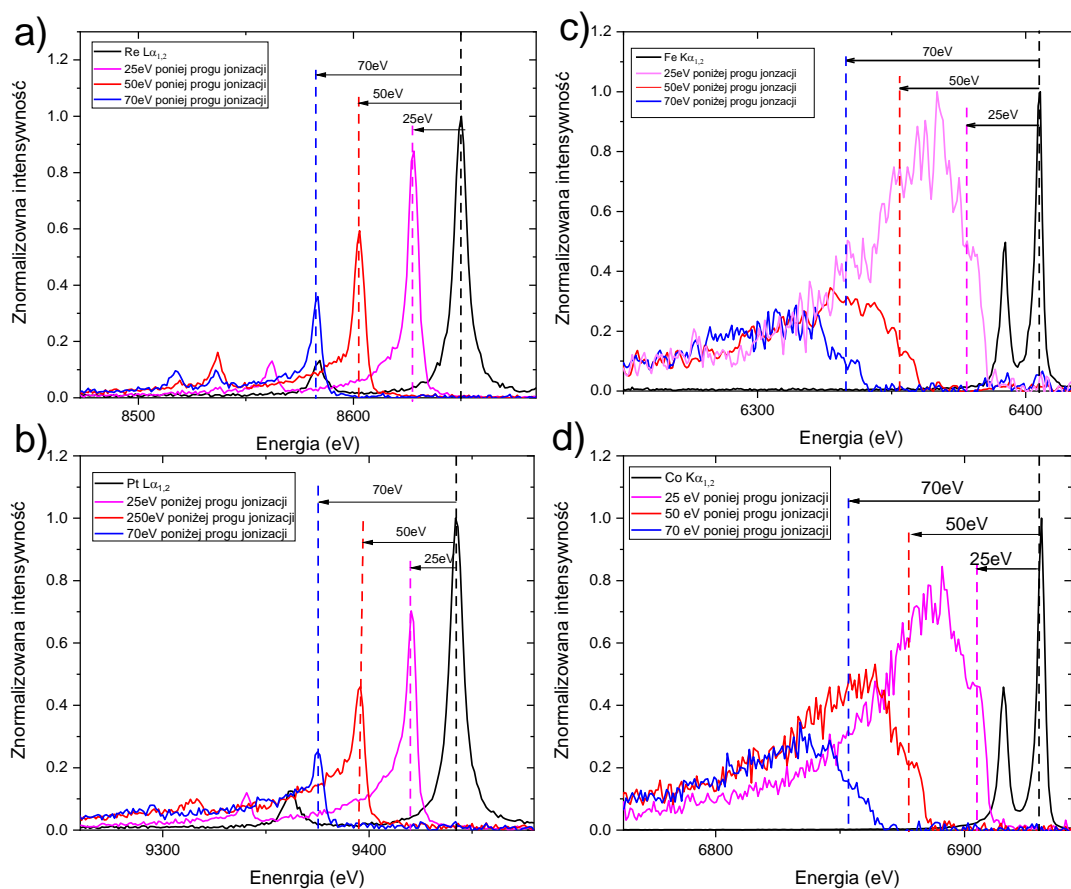 a)
Re Lα1,2
25eV poniej progu jonizacji
50eV poniej progu jonizacji
70eV poniej progu jonizacji
70eV
50eV
25eV
1.2
1.0
0.8
0.6
0.4
0.2
0.0
8500
8600
Znormalizowna intensywność
Energia (eV)
c)
Fe Kα1,2
25eV poniżej progu jonzacji
50eV poniżej progu jonzacji
70eV poniżej progu jonzacji
70eV
50eV
25eV
1.2
1.0
0.8
0.6
0.4
0.2
0.0
6300
6400
Znormalizowana intensywność
Energia (eV)
b)
Pt Lα1,2
25eV poniżej progu jonizacji
250eV poniżej progu jonizacji
70eV poniżej progu jonizacji
70eV
50eV
25eV
1.2
1.0
0.8
0.6
0.4
0.2
0.0
9300
9400
Znormalizowana intensywność
Enenrgia (eV)
d)
Co Kα1,2
25 eV poniej progu jonizacji
50 eV poniej progu jonizacji
70 eV poniej progu jonizacji
70eV
50eV
25eV
1.2
1.0
0.8
0.6
0.4
0.2
0.0
6800
6900
Znormalizowana intensywność
Energia (eV)